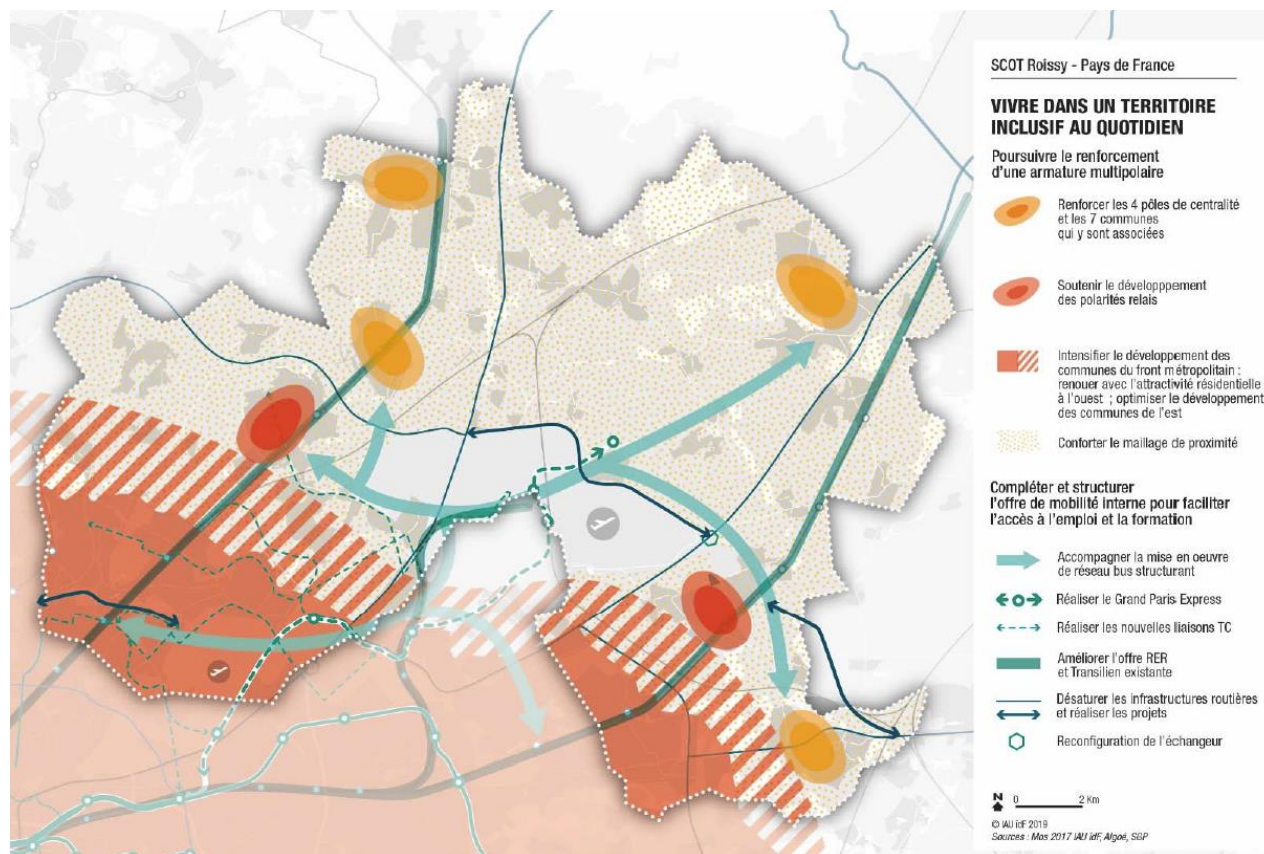 SCOT Roissy - Pays de France
VIVRE DANS UN TERRITOIRE
INCLUSIF AU QUOTIDIEN
Poursuivre le renforcement
d'une armature multipolaire
Renforcer les 4 pôles de centralité
et les 7 communes
qui y sont associées
Soutenir le développpement
des polarités relais
Intensifier le développement des
communes du front métropolitain :
renouer avec l'attractivité résidentielle
à l'ouest ; optimiser le développement
des communes de l'est
Conforter le maillage de proximité
Compléter et structurer
l'offre de mobilité interne pour faciliter
l'accès à l'emploi et la formation
Accompagner la mise en oeuvre
de réseau bus structurant
Réaliser le Grand Paris Express
Réaliser les nouvelles liaisons TC
Améliorer l'offre RER
et Transilien existante
Désaturer les infrastructures routières
et réaliser les projets
Reconfiguration de l'échangeur
N 0 2 Km
© IAU îdF 2019
Sources : Mos 2017 IAU îdF, Algoé, SGP